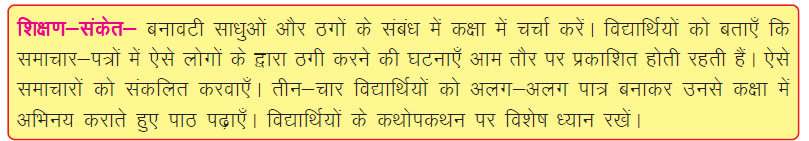 शिक्षण–संकेत– बनावटी साधुओं और ठगों के संबंध में कक्षा में चर्चा करें। विद्यार्थियों को बताएँ कि
समाचार–पत्रों में ऐसे लोगों के द्वारा ठगी करने की घटनाएँ आम तौर पर प्रकाशित होती रहती हैं। ऐसे
समाचारों को संकलित करवाएँ। तीन–चार विद्यार्थियों को अलग–अलग पात्र बनाकर उनसे कक्षा में
अभिनय कराते हुए पाठ पढ़ाएँ। विद्यार्थियों के कथोपकथन पर विशेष ध्यान रखें।